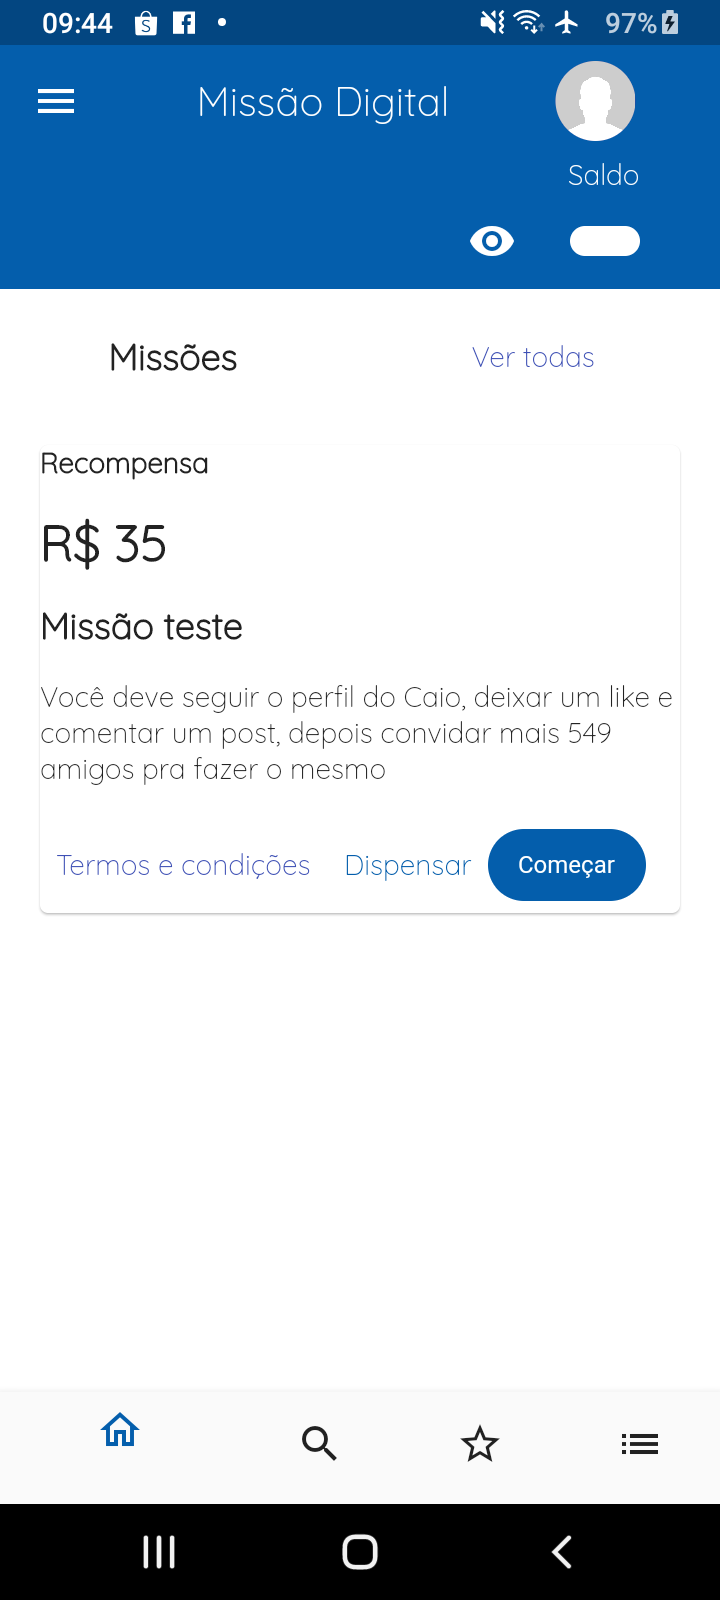 09:44
97%
Missão Digital
Saldo
Missões
Ver todas
Recompensa
R$ 35
Missão teste
Você deve seguir o perfil do Caio, deixar um like e
comentar um post, depois convidar mais 549
amigos pra fazer o mesmo
Termos e condições
Dispensar
Começar